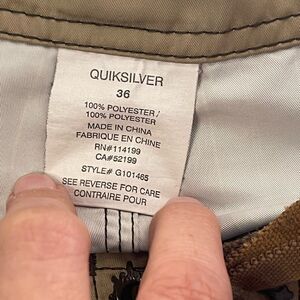 QUIKSILVER
36
100% POLYESTER /
100% POLYESTER
MADE IN CHINA
FABRIQUE EN CHINE
RN#114199
CA#52199
STYLE# G101465
SEE REVERSE FOR CARE
CONTRAIRE POUR